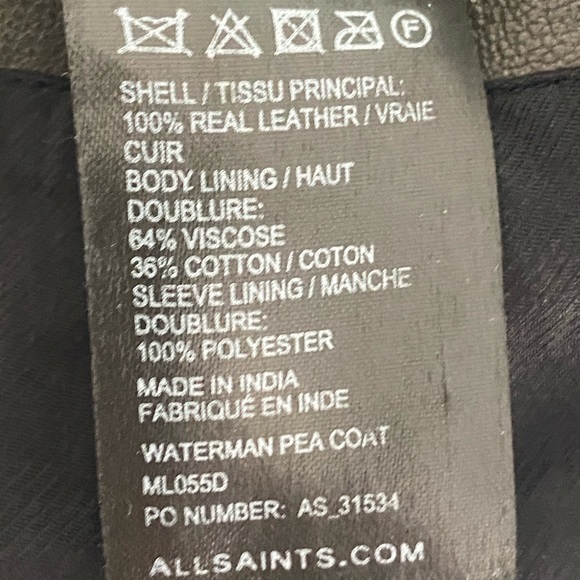 F
SHELL / TISSU PRINCIPAL:
100% REAL LEATHER / VRAIE
CUIR
BODY LINING / HAUT
DOUBLURE:
64% VISCOSE
36% COTTON / COTON
SLEEVE LINING / MANCHE
DOUBLURE:
100% POLYESTER
MADE IN INDIA
FABRIQUÉ EN INDE
WATERMAN PEA COAT
ML055D
PO NUMBER: AS_31534
ALLSAINTS.COM